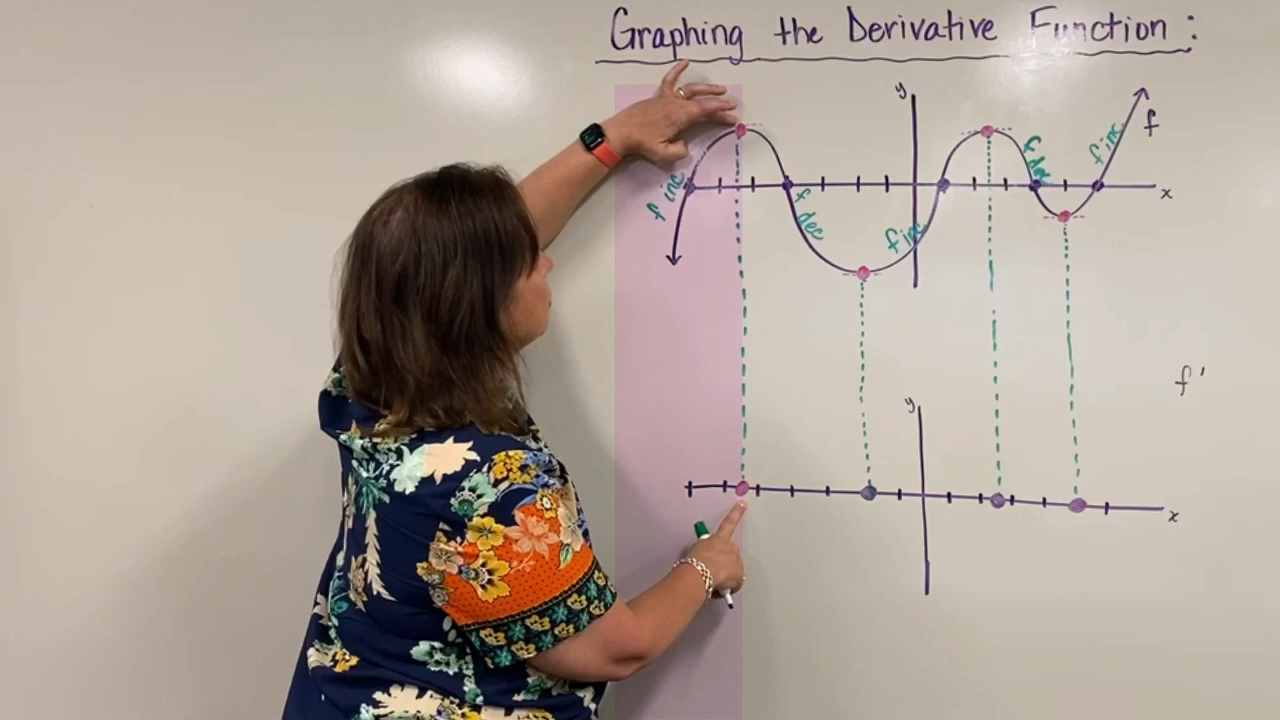 Graphing the Derivative Function :
y
f
f inc
f dec
f inc
f dec
f inc
x
f'
y
x